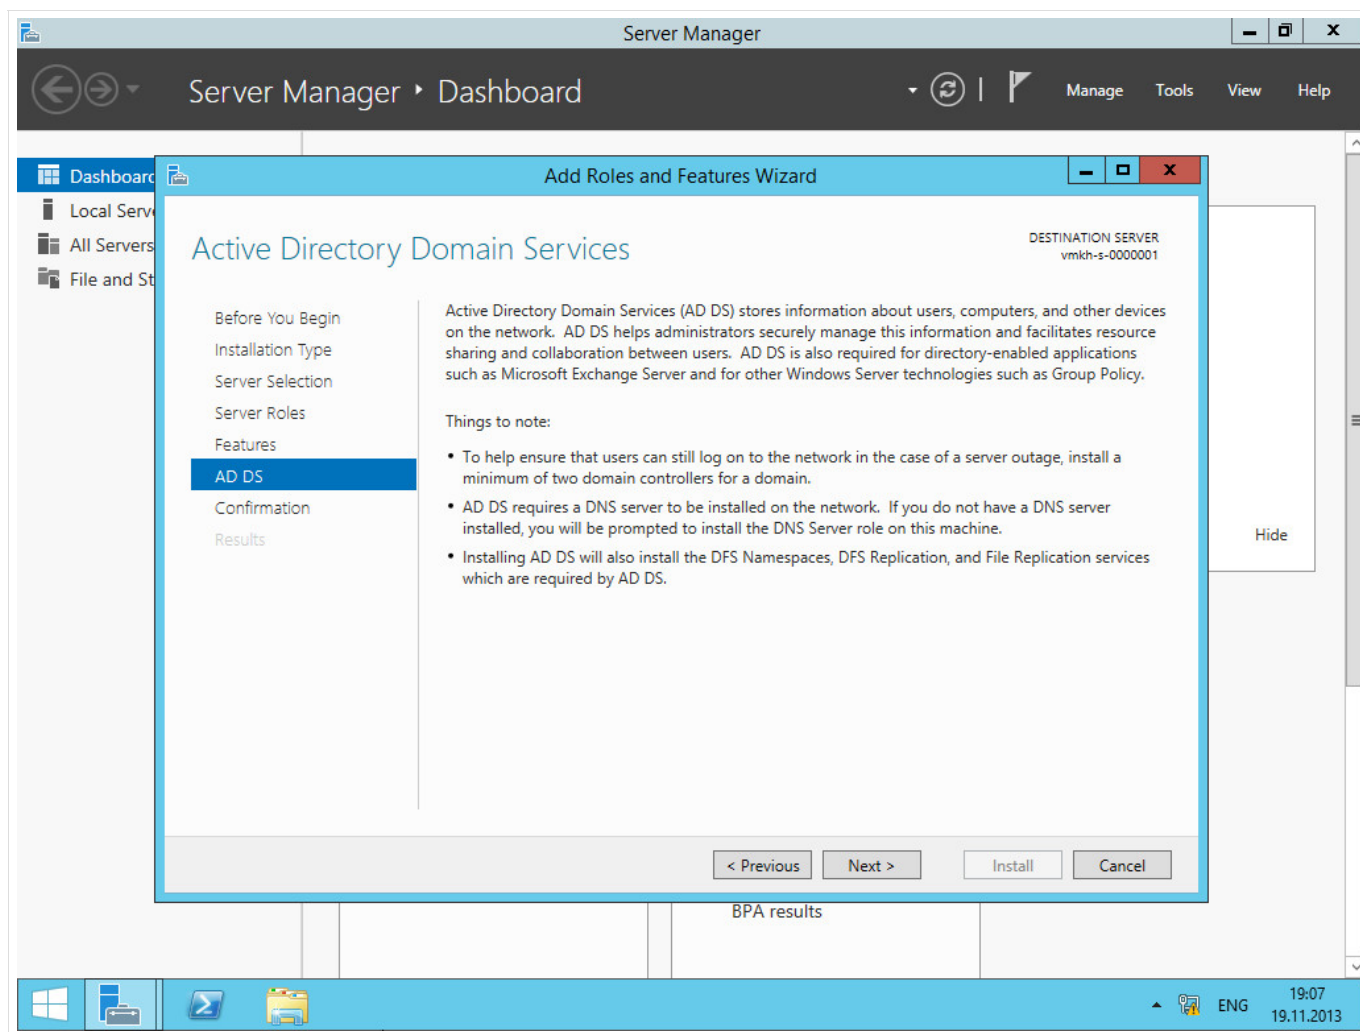 Server Manager
Server Manager ‣ Dashboard
Manage Tools View Help
Dashboard
Local Serv
All Servers
File and St
Add Roles and Features Wizard
Active Directory Domain Services
DESTINATION SERVER
vmkh-s-0000001
Before You Begin
Installation Type
Server Selection
Server Roles
Features
AD DS
Confirmation
Results
Active Directory Domain Services (AD DS) stores information about users, computers, and other devices
on the network. AD DS helps administrators securely manage this information and facilitates resource
sharing and collaboration between users. AD DS is also required for directory-enabled applications
such as Microsoft Exchange Server and for other Windows Server technologies such as Group Policy.
Things to note:
• To help ensure that users can still log on to the network in the case of a server outage, install a
minimum of two domain controllers for a domain.
• AD DS requires a DNS server to be installed on the network. If you do not have a DNS server
installed, you will be prompted to install the DNS Server role on this machine.
• Installing AD DS will also install the DFS Namespaces, DFS Replication, and File Replication services
which are required by AD DS.
Hide
< Previous Next > Install Cancel
BPA results
ENG
19:07
19.11.2013